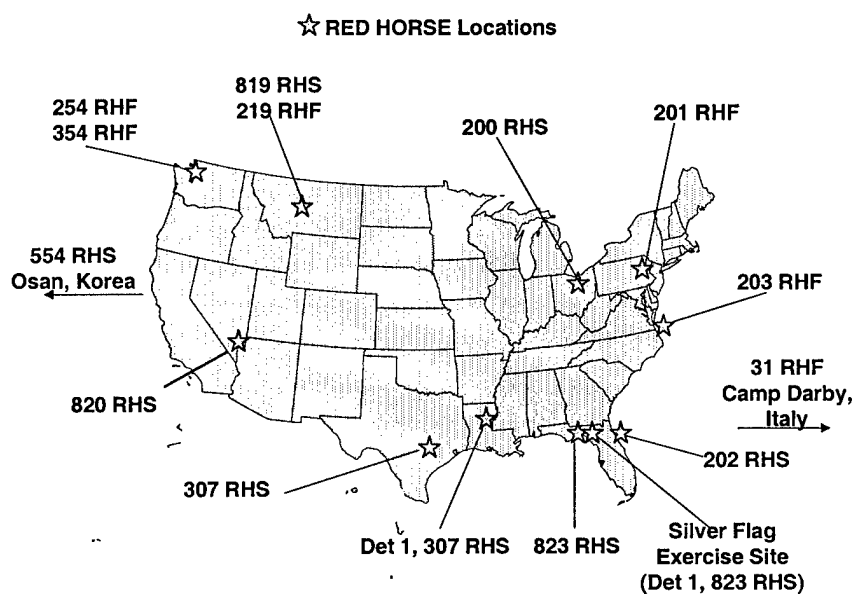 RED HORSE Locations
819 RHS
219 RHF
254 RHF
354 RHF
200 RHS
201 RHF
554 RHS
Osan, Korea
203 RHF
820 RHS
31 RHF
Camp Darby,
Italy
307 RHS
202 RHS
Det 1, 307 RHS
823 RHS
Silver Flag
Exercise Site
(Det 1, 823 RHS)